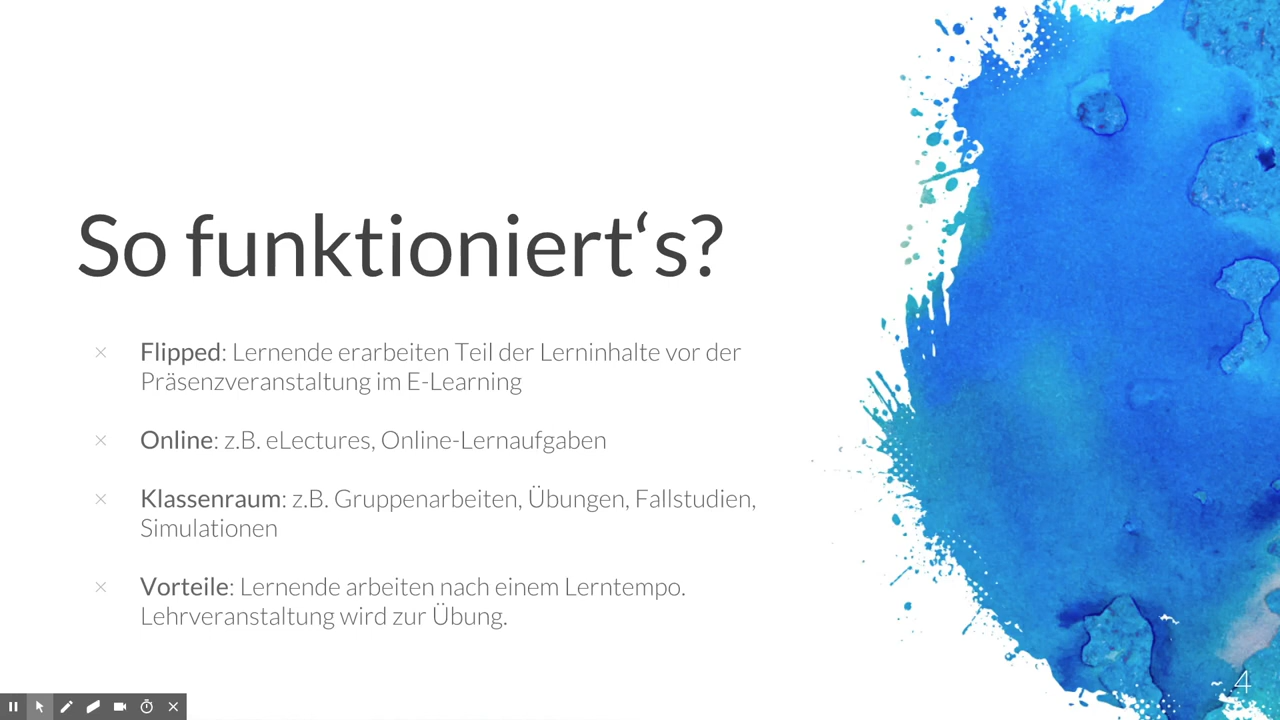 So funktioniert‘s?
Flipped: Lernende erarbeiten Teil der Lerninhalte vor der
Präsenzveranstaltung im E-Learning
Online: z.B. eLectures, Online-Lernaufgaben
Klassenraum: z.B. Gruppenarbeiten, Übungen, Fallstudien,
Simulationen
Vorteile: Lernende arbeiten nach einem Lerntempo.
Lehrveranstaltung wird zur Übung.
4